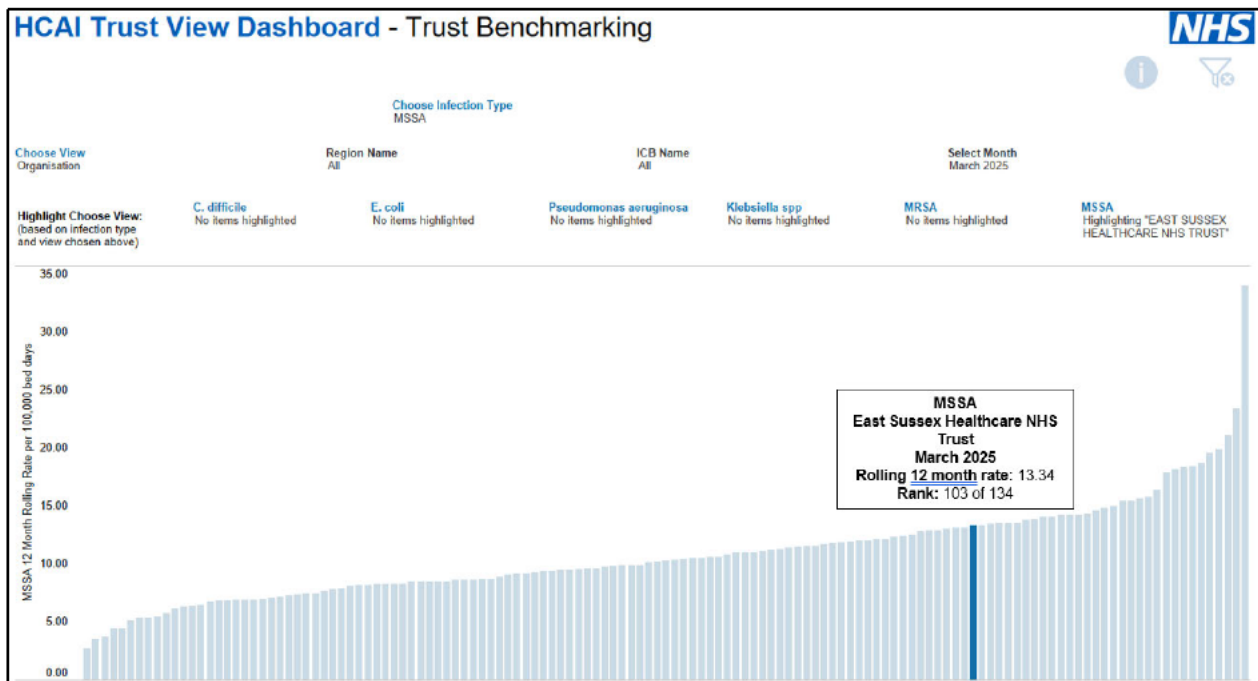 HCAI Trust View Dashboard - Trust Benchmarking
NHS
i
Choose Infection Type
MSSA
Choose View
Organisation
Region Name
All
ICB Name
All
Select Month
March 2025
Highlight Choose View:
(based on infection type
and view chosen above)
C. difficile
No items highlighted
E. coli
No items highlighted
Pseudomonas aeruginosa
No items highlighted
Klebsiella spp
No items highlighted
MRSA
No items highlighted
MSSA
Highlighting "EAST SUSSEX
HEALTHCARE NHS TRUST"
MSSA 12 Month Rolling Rate per 100,000 bed days
35.00
30.00
25.00
20.00
15.00
10.00
5.00
0.00
MSSA
East Sussex Healthcare NHS
Trust
March 2025
Rolling 12 month rate: 13.34
Rank: 103 of 134